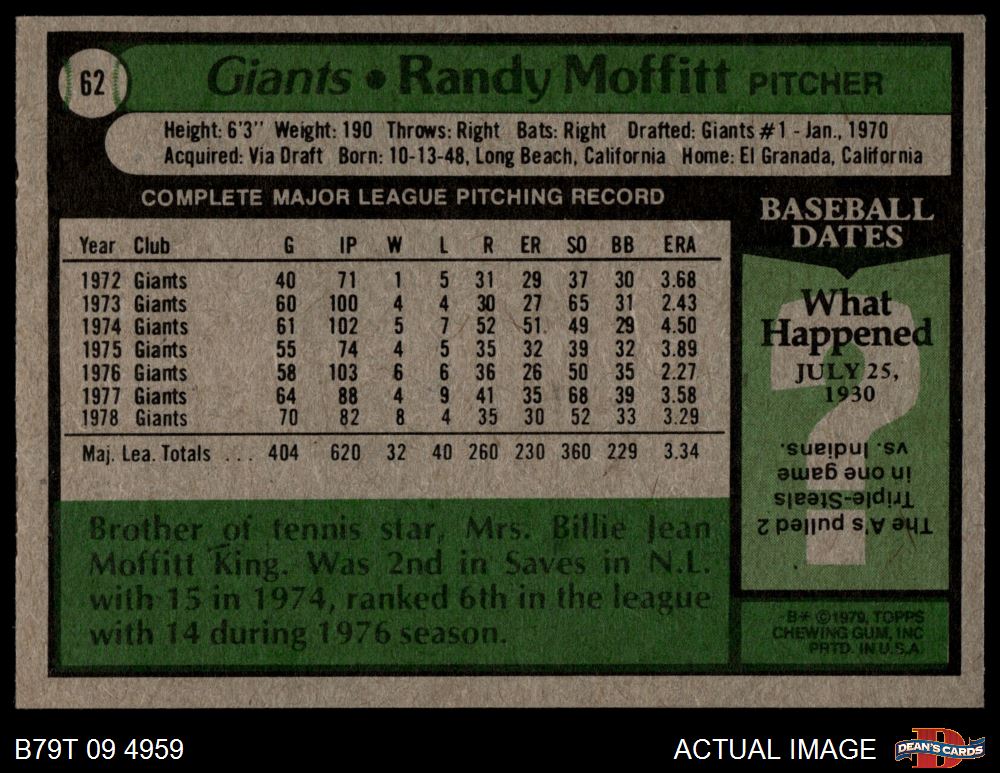 62
Giants • Randy Moffitt PITCHER
Height: 6'3" Weight: 190 Throws: Right Bats: Right Drafted: Giants #1 - Jan., 1970
Acquired: Via Draft Born: 10-13-48, Long Beach, California Home: El Granada, California
COMPLETE MAJOR LEAGUE PITCHING RECORD
Year Club G IP W L R ER SO BB ERA
1972 Giants 40 71 1 5 31 29 37 30 3.68
1973 Giants 60 100 4 4 30 27 65 31 2.43
1974 Giants 61 102 5 7 52 51 49 29 4.50
1975 Giants 55 74 4 5 35 32 39 32 3.89
1976 Giants 58 103 6 6 36 26 50 35 2.27
1977 Giants 64 88 4 9 41 35 68 39 3.58
1978 Giants 70 82 8 4 35 30 52 33 3.29
Maj. Lea. Totals ... 404 620 32 40 260 230 360 229 3.34
Brother of tennis star, Mrs. Billie Jean
Moffitt King. Was 2nd in Saves in N.L.
with 15 in 1974, ranked 6th in the league
with 14 during 1976 season.
BASEBALL
DATES
What
Happened
JULY 25,
1930
The A's pulled 2
Triple-Steals
in one game
vs. Indians.
B* ©1979, TOPPS
CHEWING GUM, INC
PRTD. IN U.S.A.
B79T 09 4959
ACTUAL IMAGE
DEAN'S CARDS